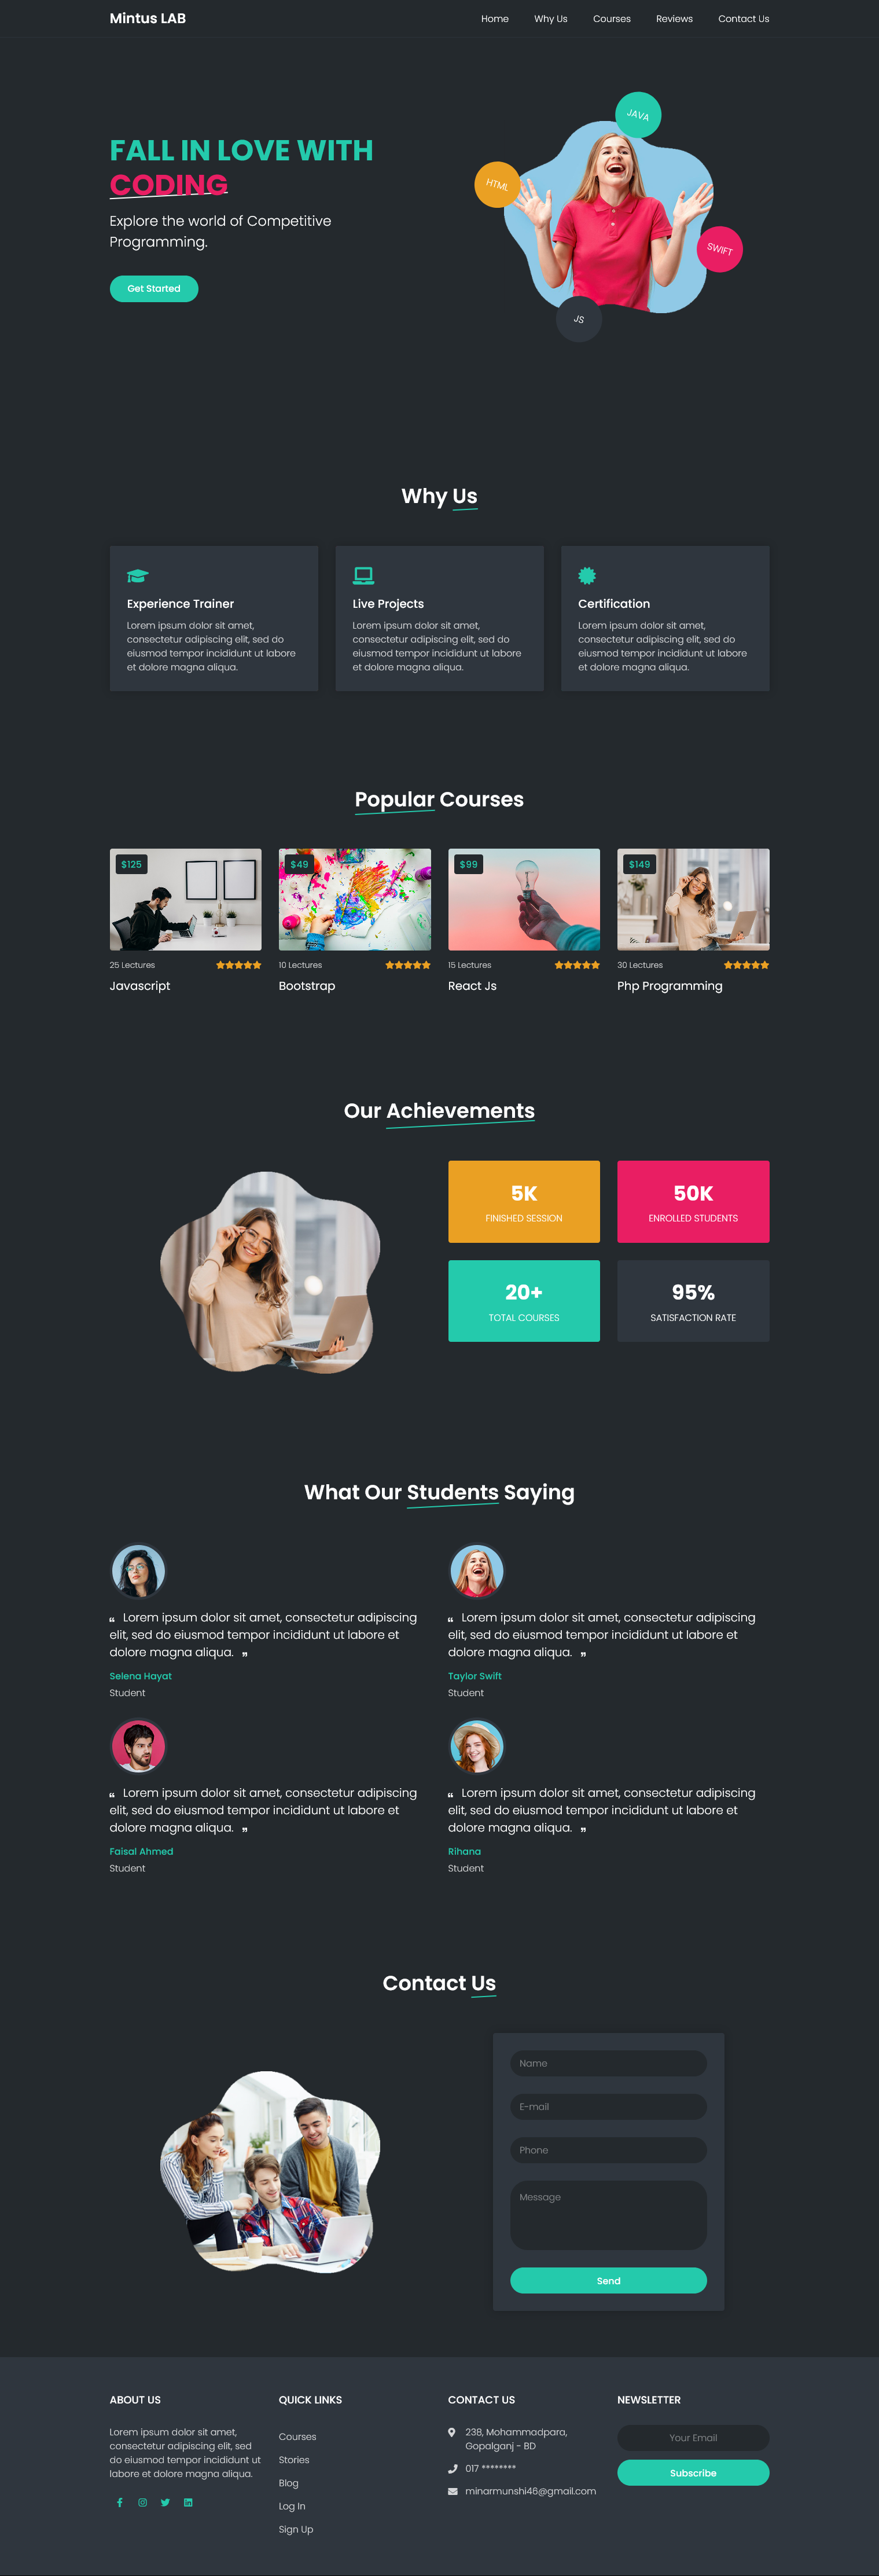 Mintus LAB
Home Why Us Courses Reviews Contact Us
FALL IN LOVE WITH
CODING
Explore the world of Competitive
Programming.
Get Started
JAVA
HTML
SWIFT
JS
Why Us
Experience Trainer
Lorem ipsum dolor sit amet,
consectetur adipiscing elit, sed do
eiusmod tempor incididunt ut labore
et dolore magna aliqua.
Live Projects
Lorem ipsum dolor sit amet,
consectetur adipiscing elit, sed do
eiusmod tempor incididunt ut labore
et dolore magna aliqua.
Certification
Lorem ipsum dolor sit amet,
consectetur adipiscing elit, sed do
eiusmod tempor incididunt ut labore
et dolore magna aliqua.
Popular Courses
$125
25 Lectures
Javascript
$49
10 Lectures
Bootstrap
$99
15 Lectures
React Js
$149
30 Lectures
Php Programming
Our Achievements
5K
FINISHED SESSION
50K
ENROLLED STUDENTS
20+
TOTAL COURSES
95%
SATISFACTION RATE
What Our Students Saying
“ Lorem ipsum dolor sit amet, consectetur adipiscing
elit, sed do eiusmod tempor incididunt ut labore et
dolore magna aliqua. ”
Selena Hayat
Student
“ Lorem ipsum dolor sit amet, consectetur adipiscing
elit, sed do eiusmod tempor incididunt ut labore et
dolore magna aliqua. ”
Taylor Swift
Student
“ Lorem ipsum dolor sit amet, consectetur adipiscing
elit, sed do eiusmod tempor incididunt ut labore et
dolore magna aliqua. ”
Faisal Ahmed
Student
“ Lorem ipsum dolor sit amet, consectetur adipiscing
elit, sed do eiusmod tempor incididunt ut labore et
dolore magna aliqua. ”
Rihana
Student
Contact Us
Name
E-mail
Phone
Message
Send
ABOUT US
Lorem ipsum dolor sit amet,
consectetur adipiscing elit, sed
do eiusmod tempor incididunt ut
labore et dolore magna aliqua.
QUICK LINKS
Courses
Stories
Blog
Log In
Sign Up
CONTACT US
238, Mohammadpara,
Gopalganj - BD
017 ********
minarmunshi46@gmail.com
NEWSLETTER
Your Email
Subscribe